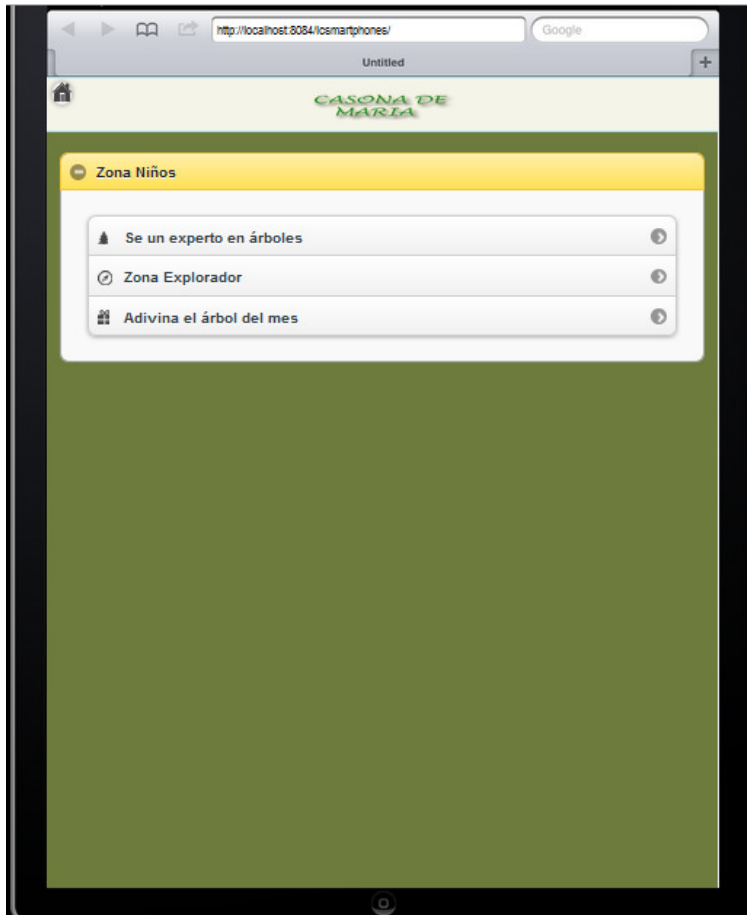 http://localhost:8084/lcsmartphones/
Google
Untitled
CASONA DE
MARIA
Zona Niños
Se un experto en árboles
Zona Explorador
Adivina el árbol del mes